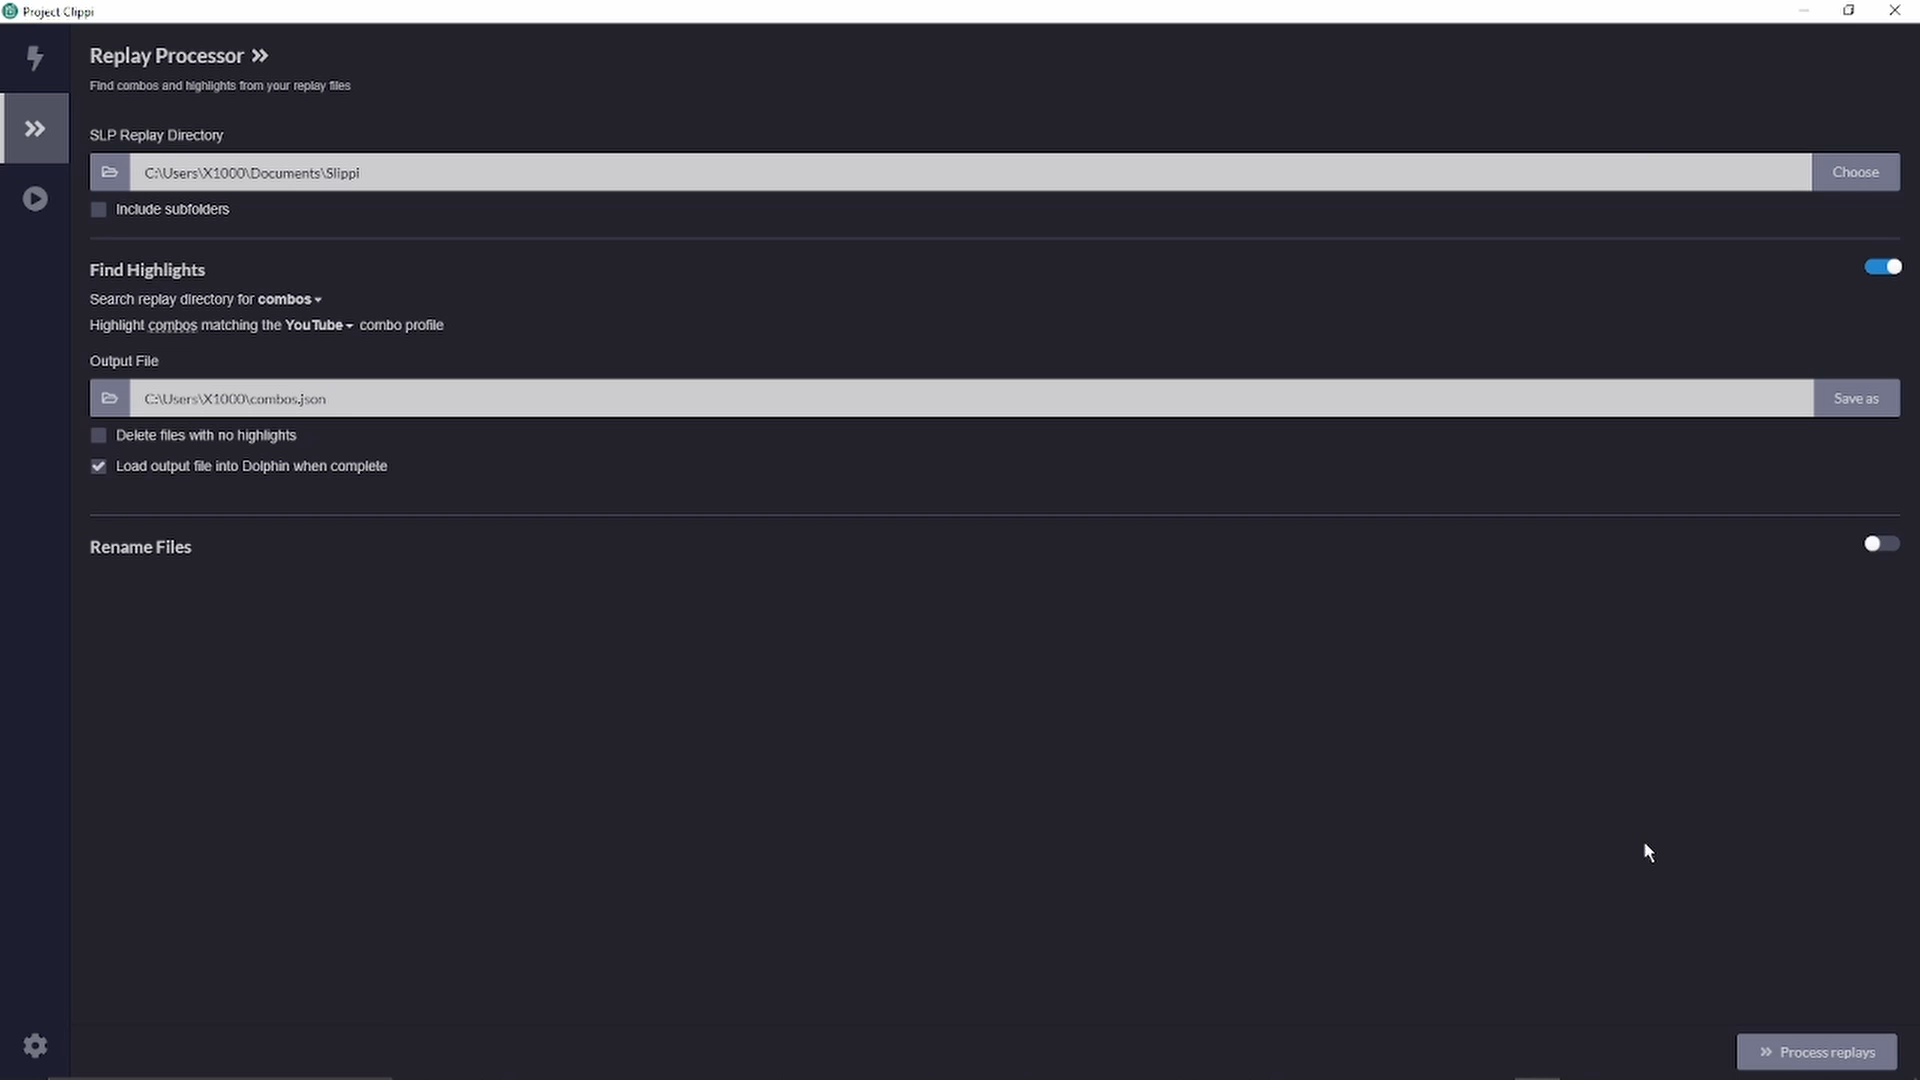 Project Clippi
Replay Processor
Find combos and highlights from your replay files
SLP Replay Directory
C:\Users\X1000\Documents\Slippi
Choose
Include subfolders
Find Highlights
Search replay directory for combos
Highlight combos matching the YouTube combo profile
Output File
C:\Users\X1000\combos.json
Save as
Delete files with no highlights
Load output file into Dolphin when complete
Rename Files
Process replays